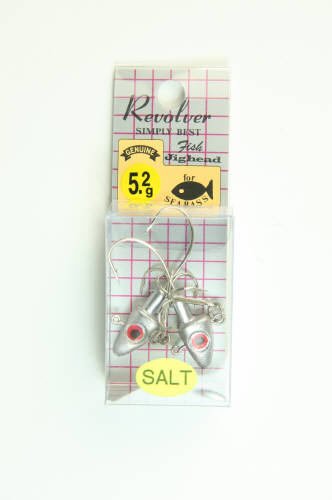 Revolver
SIMPLY BEST
Fish
GENUINE
Jighead
5.2g
for
SEABASS
SALT